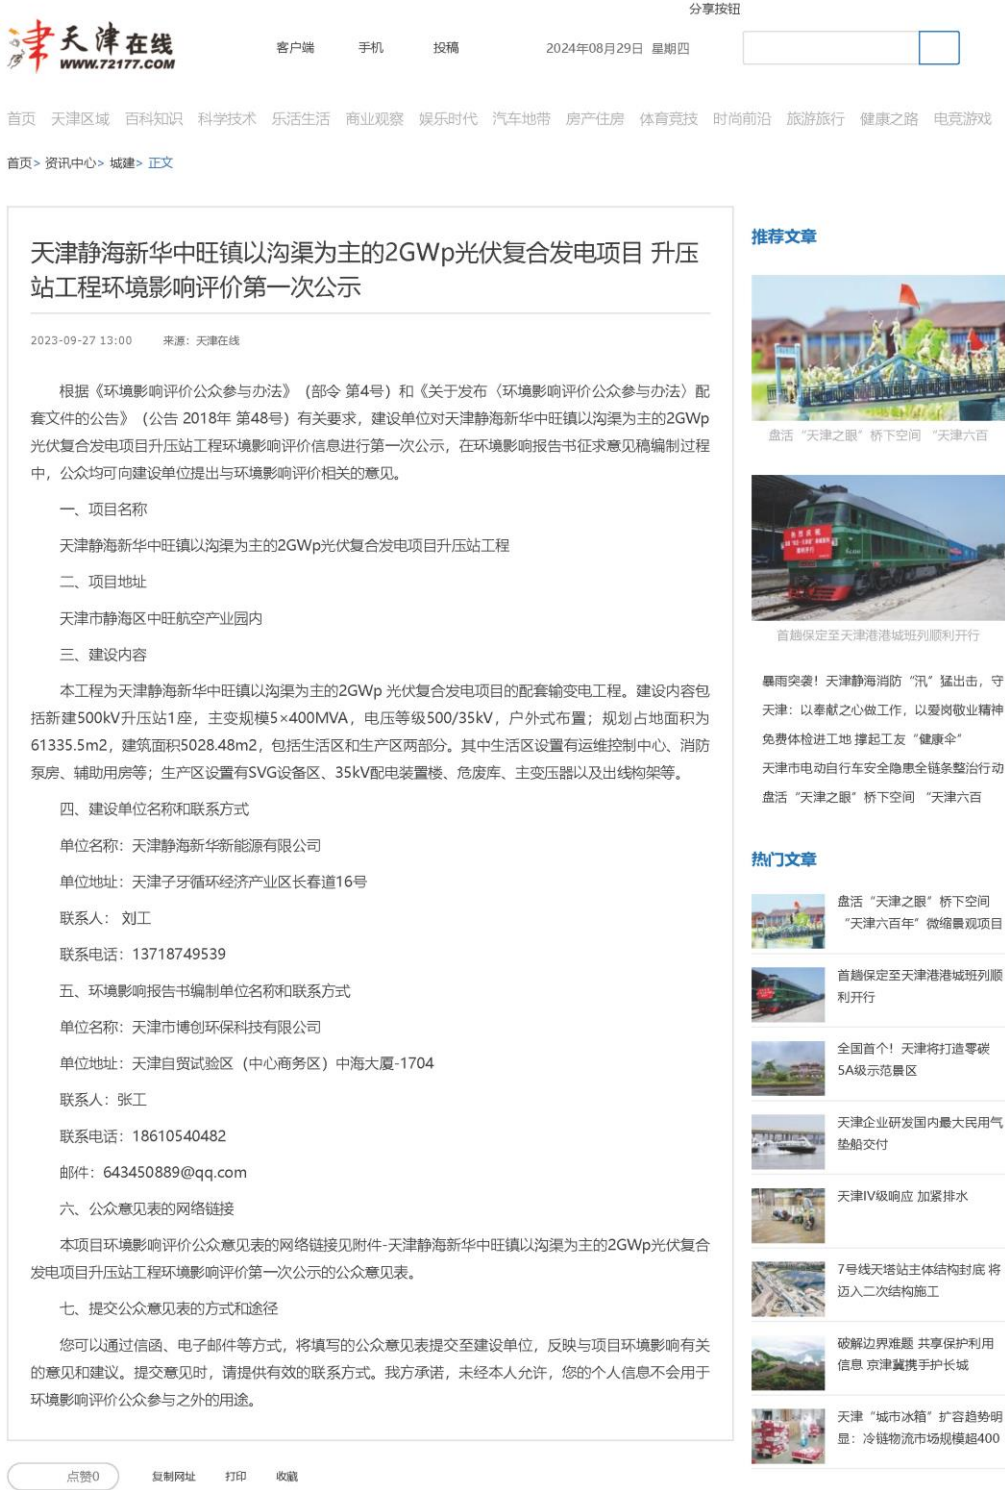 分享按钮
津 天津在线
WWW.72177.COM
客户端 手机 投稿 2024年08月29日 星期四
首页 天津区域 百科知识 科学技术 乐活生活 商业观察 娱乐时代 汽车地带 房产住房 体育竞技 时尚前沿 旅游旅行 健康之路 电竞游戏
首页> 资讯中心> 城建> 正文
天津静海新华中旺镇以沟渠为主的2GWp光伏复合发电项目 升压
站工程环境影响评价第一次公示
2023-09-27 13:00 来源：天津在线
根据《环境影响评价公众参与办法》（部令 第4号）和《关于发布〈环境影响评价公众参与办法〉配
套文件的公告》（公告 2018年 第48号）有关要求，建设单位对天津静海新华中旺镇以沟渠为主的2GWp
光伏复合发电项目升压站工程环境影响评价信息进行第一次公示，在环境影响报告书征求意见稿编制过程
中，公众均可向建设单位提出与环境影响评价相关的意见。
一、项目名称
天津静海新华中旺镇以沟渠为主的2GWp光伏复合发电项目升压站工程
二、项目地址
天津市静海区中旺航空产业园内
三、建设内容
本工程为天津静海新华中旺镇以沟渠为主的2GWp 光伏复合发电项目的配套输变电工程。建设内容包
括新建500kV升压站1座，主变规模5×400MVA，电压等级500/35kV，户外式布置；规划占地面积为
61335.5m2，建筑面积5028.48m2，包括生活区和生产区两部分。其中生活区设置有运维控制中心、消防
泵房、辅助用房等；生产区设置有SVG设备区、35kV配电装置楼、危废库、主变压器以及出线构架等。
四、建设单位名称和联系方式
单位名称：天津静海新华新能源有限公司
单位地址：天津子牙循环经济产业区长春道16号
联系人： 刘工
联系电话：13718749539
五、环境影响报告书编制单位名称和联系方式
单位名称：天津市博创环保科技有限公司
单位地址：天津自贸试验区（中心商务区）中海大厦-1704
联系人：张工
联系电话：18610540482
邮件：643450889@qq.com
六、公众意见表的网络链接
本项目环境影响评价公众意见表的网络链接见附件-天津静海新华中旺镇以沟渠为主的2GWp光伏复合
发电项目升压站工程环境影响评价第一次公示的公众意见表。
七、提交公众意见表的方式和途径
您可以通过信函、电子邮件等方式，将填写的公众意见表提交至建设单位，反映与项目环境影响有关
的意见和建议。提交意见时，请提供有效的联系方式。我方承诺，未经本人允许，您的个人信息不会用于
环境影响评价公众参与之外的用途。
点赞0 复制网址 打印 收藏
推荐文章
盘活“天津之眼”桥下空间 “天津六百
首趟保定至天津港港城班列顺利开行
暴雨突袭！天津静海消防“汛”猛出击，守
天津：以奉献之心做工作，以爱岗敬业精神
免费体检进工地 撑起工友“健康伞”
天津市电动自行车安全隐患全链条整治行动
盘活“天津之眼”桥下空间 “天津六百
热门文章
盘活“天津之眼”桥下空间
“天津六百年”微缩景观项目
首趟保定至天津港港城班列顺
利开行
全国首个！天津将打造零碳
5A级示范景区
天津企业研发国内最大民用气
垫船交付
天津IV级响应 加紧排水
7号线天塔站主体结构封底 将
迈入二次结构施工
破解边界难题 共享保护利用
信息 京津冀携手护长城
天津“城市冰箱”扩容趋势明
显：冷链物流市场规模超400